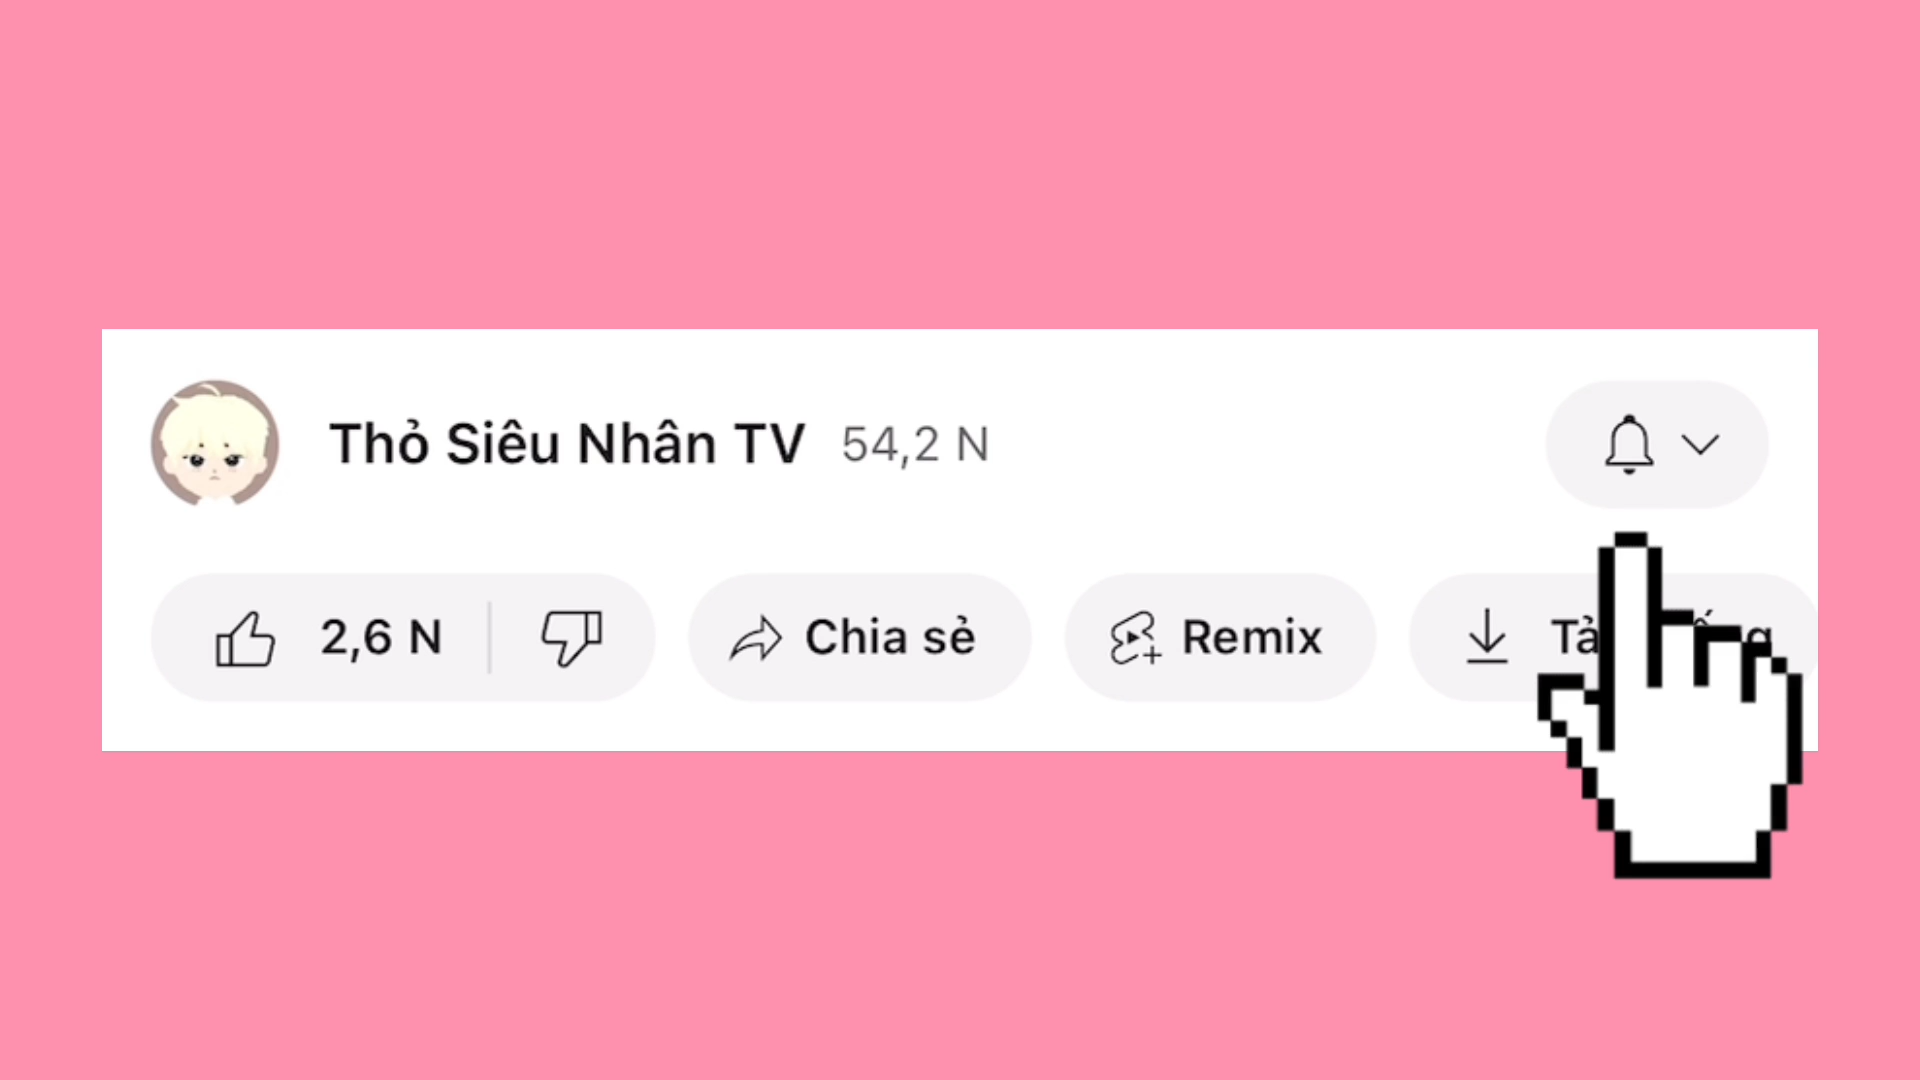 Thỏ Siêu Nhân TV 54,2 N
2,6 N Chia sẻ Remix